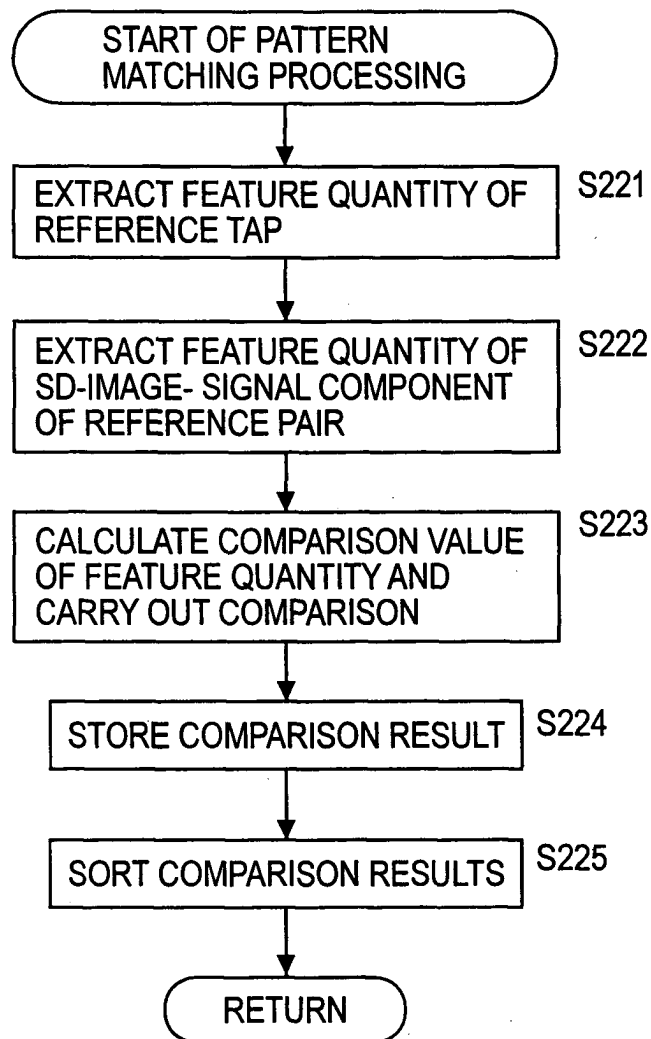 START OF PATTERN
MATCHING PROCESSING
S221
EXTRACT FEATURE QUANTITY OF
REFERENCE TAP
S222
EXTRACT FEATURE QUANTITY OF
SD-IMAGE- SIGNAL COMPONENT
OF REFERENCE PAIR
S223
CALCULATE COMPARISON VALUE
OF FEATURE QUANTITY AND
CARRY OUT COMPARISON
STORE COMPARISON RESULT S224
SORT COMPARISON RESULTS S225
RETURN